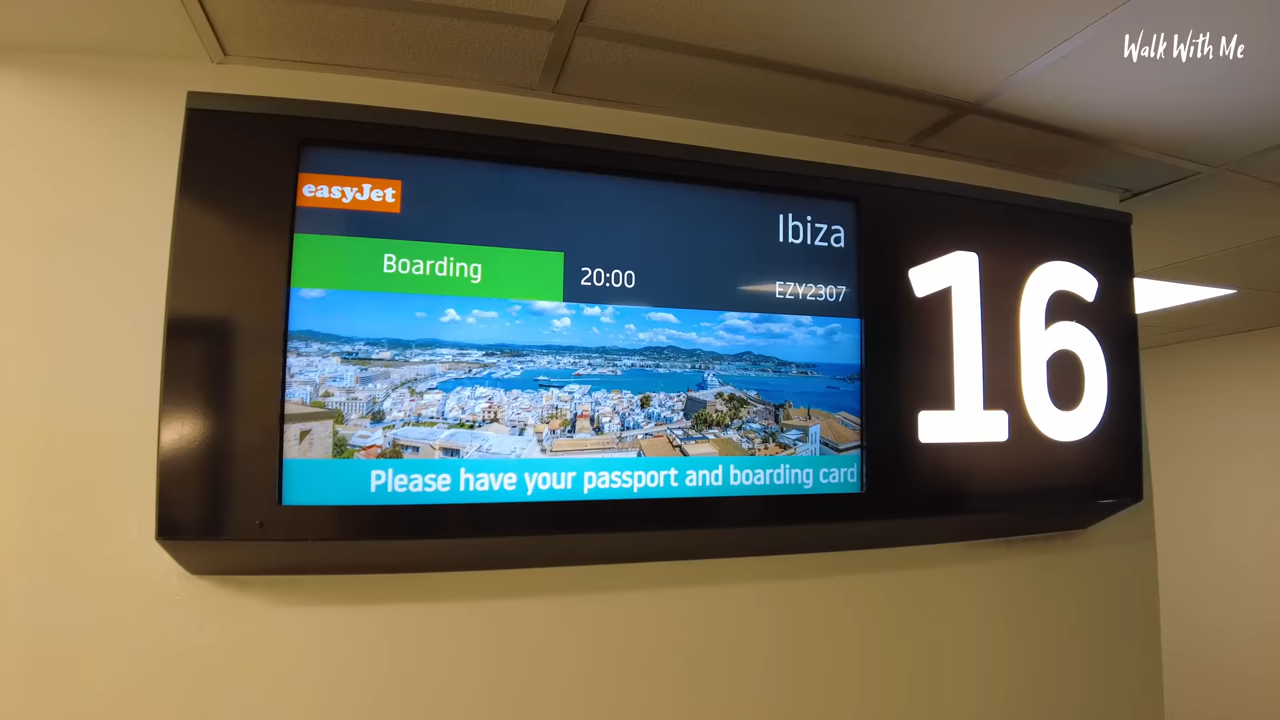 Walk With Me
easyJet
Ibiza
Boarding
20:00
EZY2307
Please have your passport and boarding card
16